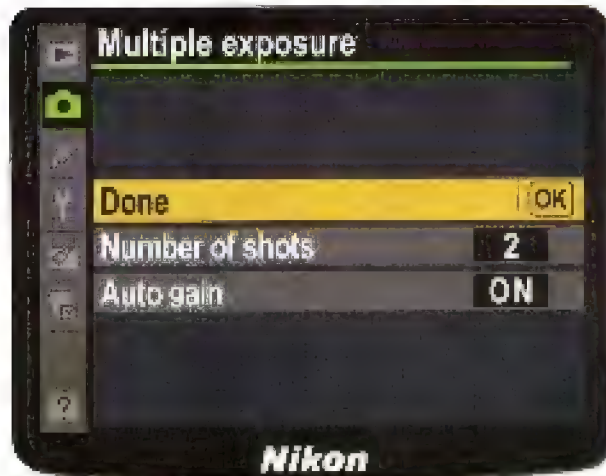 Multiple exposure
Done OK
Number of shots 2
Auto gain ON
?
Nikon